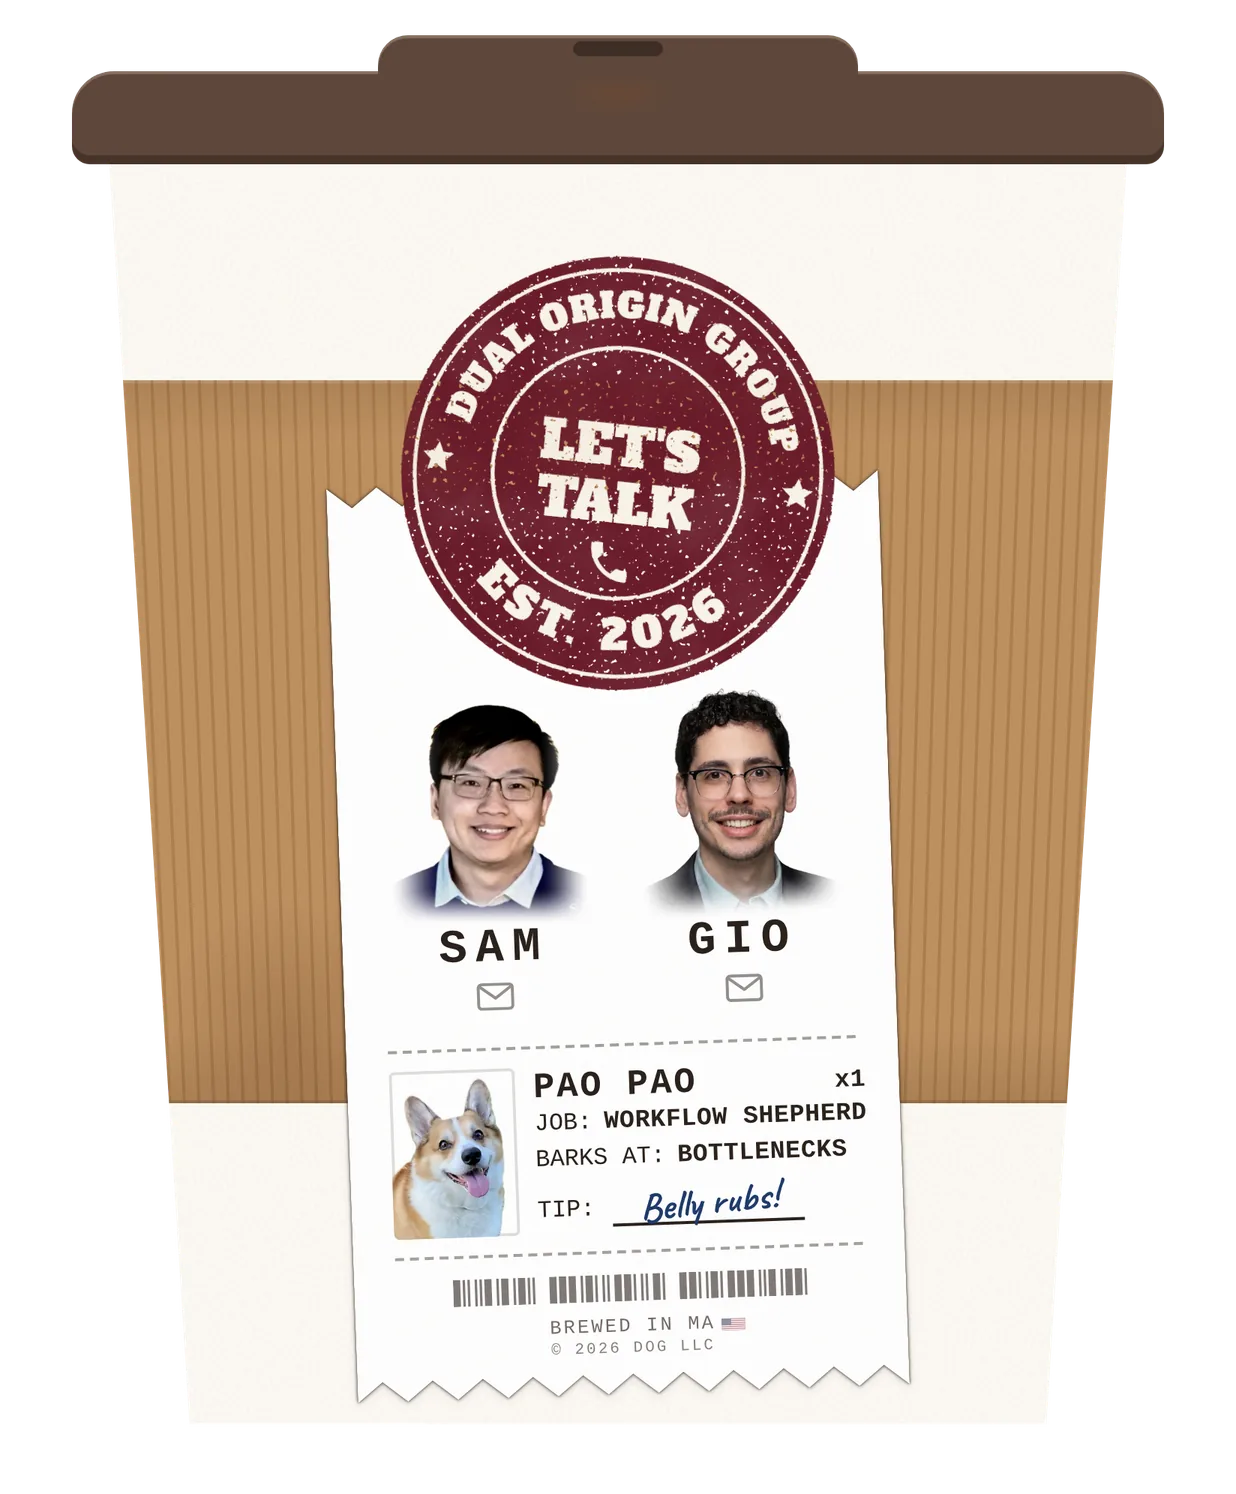 DUAL ORIGIN GROUP
LET'S
TALK
EST. 2026
SAM
GIO
PAO PAO x1
JOB: WORKFLOW SHEPHERD
BARKS AT: BOTTLENECKS
TIP: Belly rubs!
BREWED IN MA
© 2026 DOG LLC